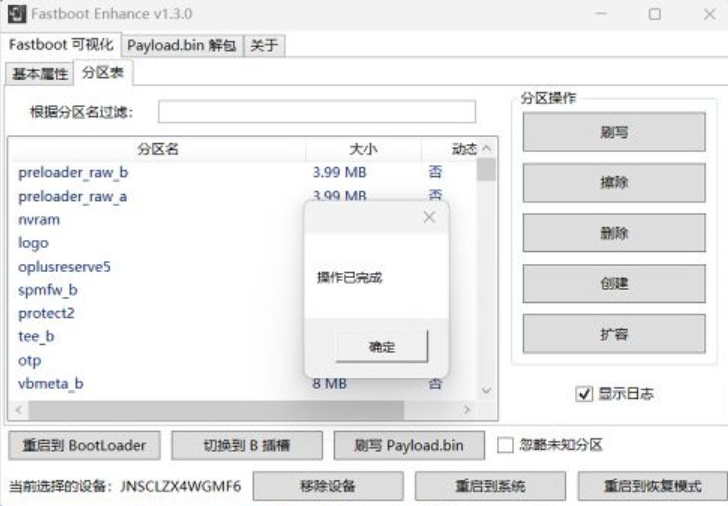 Fastboot Enhance v1.3.0
Fastboot 可视化 Payload.bin 解包 关于
基本属性 分区表
根据分区名过滤：
分区名 大小 动态
preloader_raw_b 3.99 MB 否
preloader_raw_a 3.99 MB 否
nvram
logo
oplusreserve5
spmfw_b
protect2
tee_b
otp
vbmeta_b 8 MB 否
操作已完成
确定
分区操作
刷写
擦除
删除
创建
扩容
显示日志
重启到 BootLoader 切换到 B 插槽 刷写 Payload.bin 忽略未知分区
当前选择的设备：JNSCLZX4WGMF6 移除设备 重启到系统 重启到恢复模式